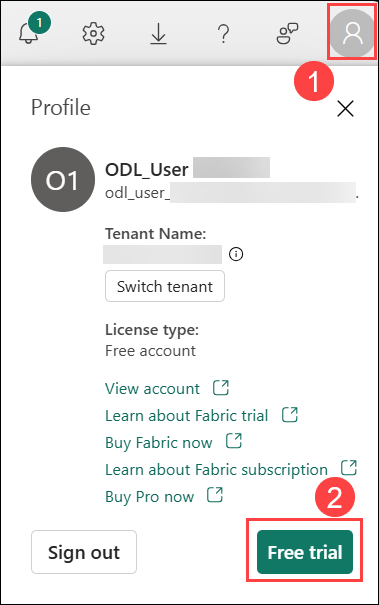 1
1
Profile
O1
ODL_User
odl_user_
Tenant Name:
Switch tenant
License type:
Free account
View account
Learn about Fabric trial
Buy Fabric now
Learn about Fabric subscription
Buy Pro now
2
Sign out
Free trial